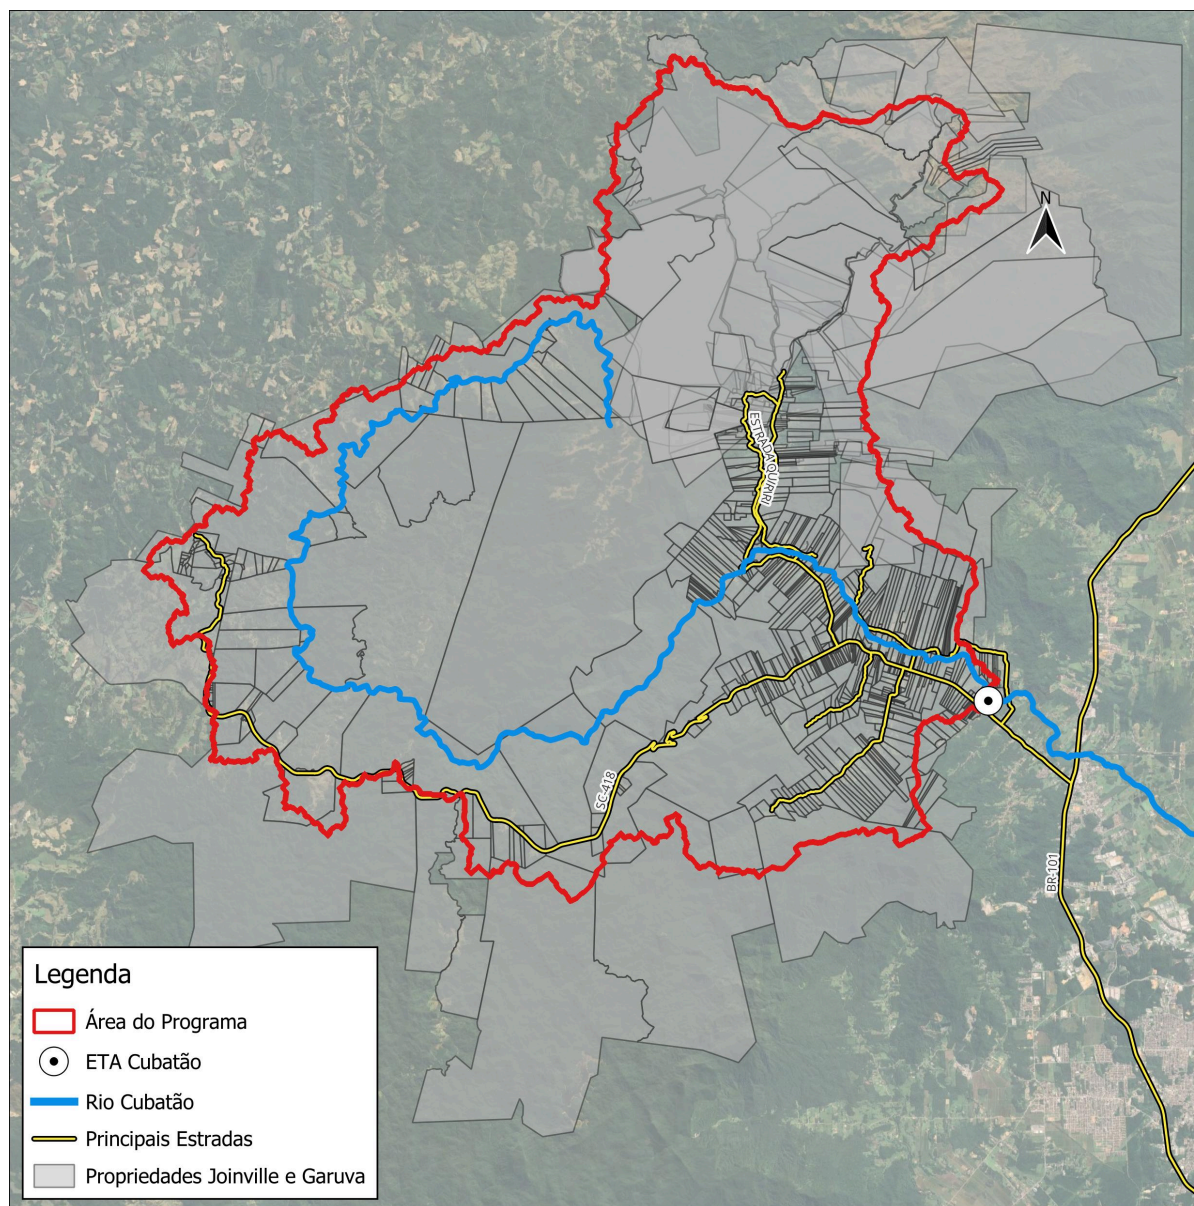 N
ESTRADA QUIRIRI
SC-418
BR-101
Legenda
Área do Programa
ETA Cubatão
Rio Cubatão
Principais Estradas
Propriedades Joinville e Garuva